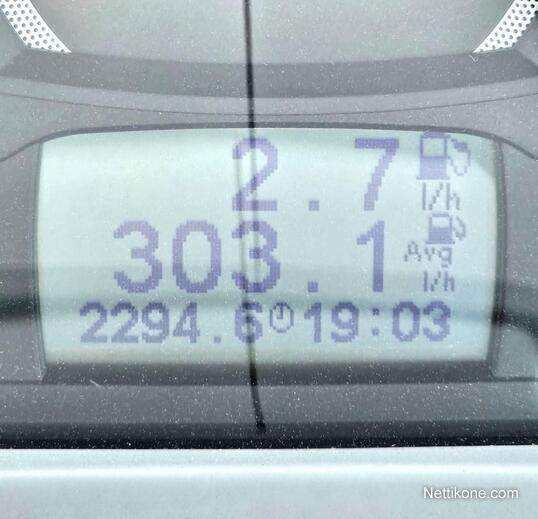 2.7 l/h
303.1 Avg l/h
2294.6 19:03
Nettikone.com